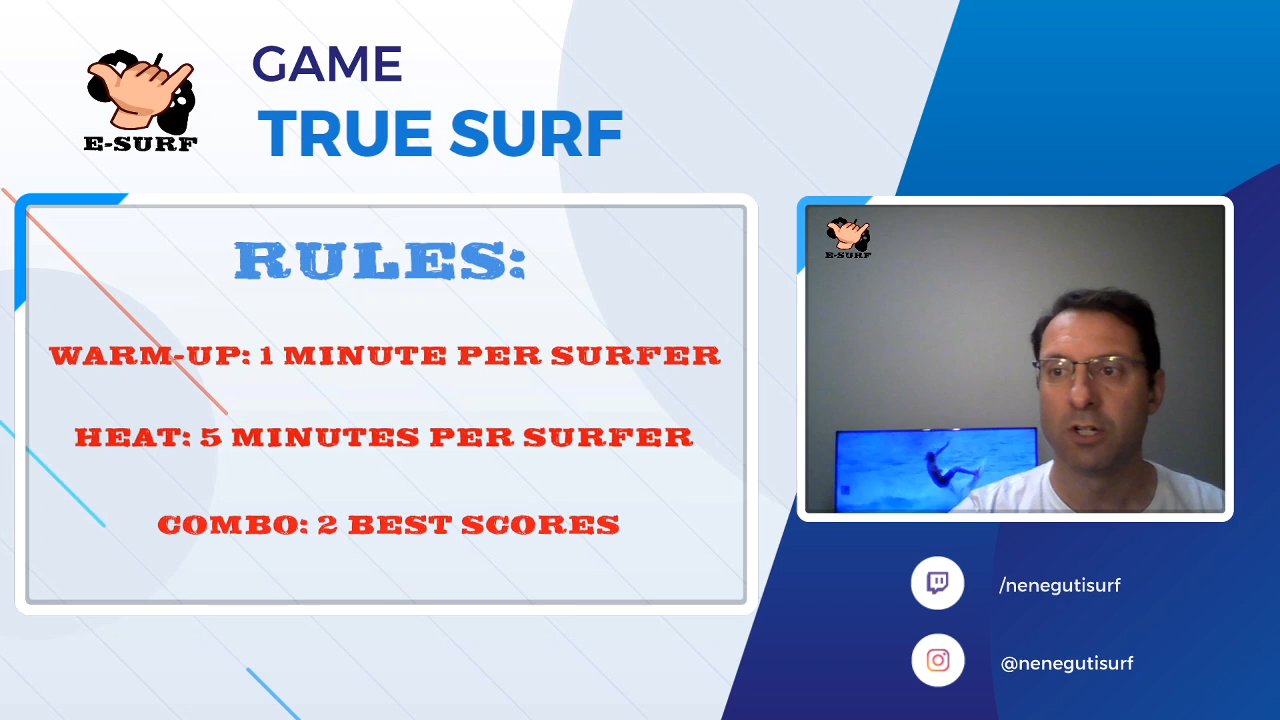 E-SURF
GAME
TRUE SURF
RULES:
WARM-UP: 1 MINUTE PER SURFER
HEAT: 5 MINUTES PER SURFER
COMBO: 2 BEST SCORES
E-SURF
/nenegutisurf
@nenegutisurf